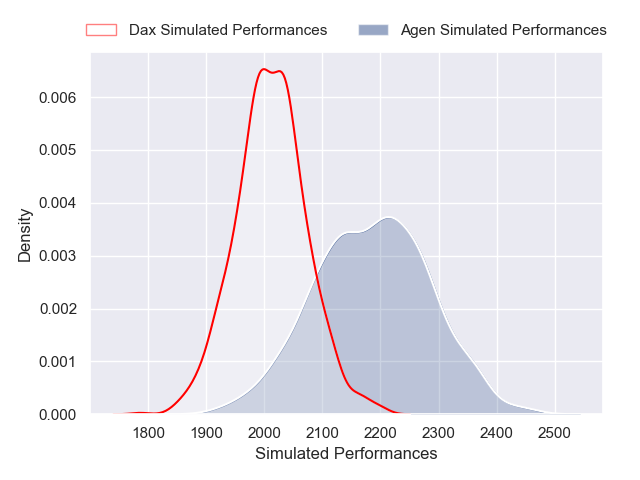 Dax Simulated Performances Agen Simulated Performances
0.006
0.005
0.004
0.003
0.002
0.001
0.000
Density
1800 1900 2000 2100 2200 2300 2400 2500
Simulated Performances